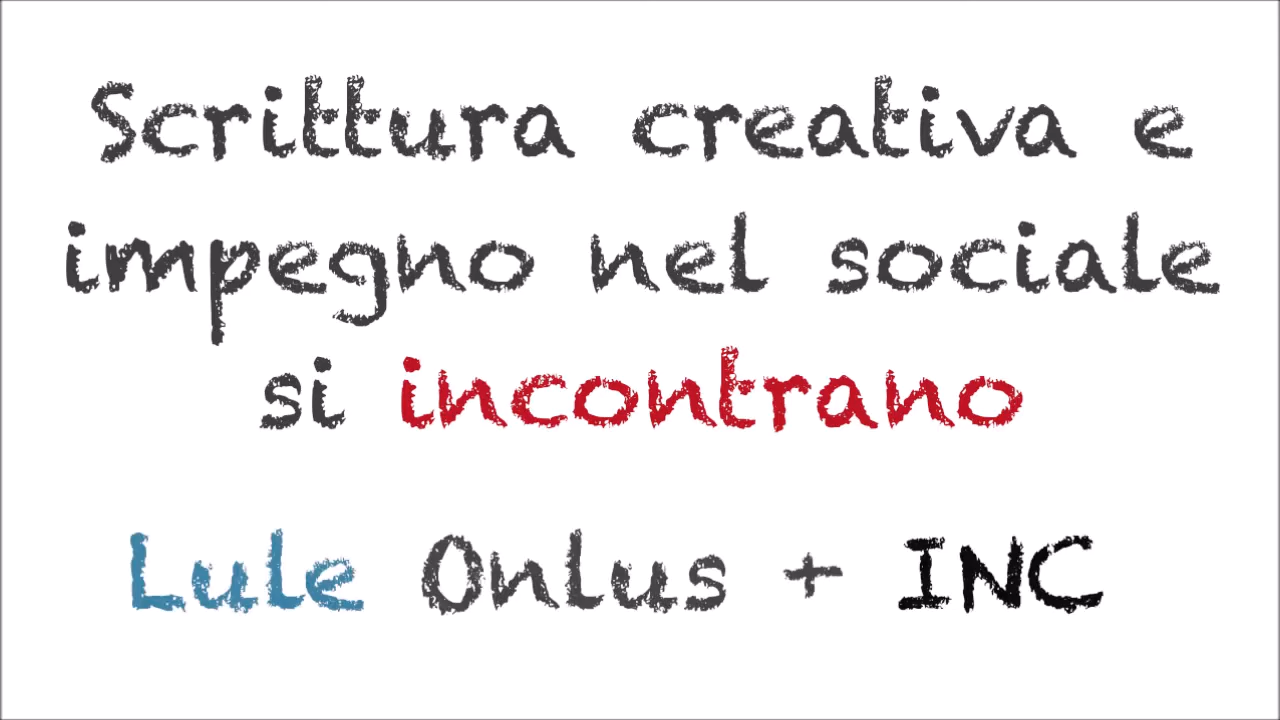 Scrittura creativa e
impegno nel sociale
si incontrano
Lule Onlus + INC